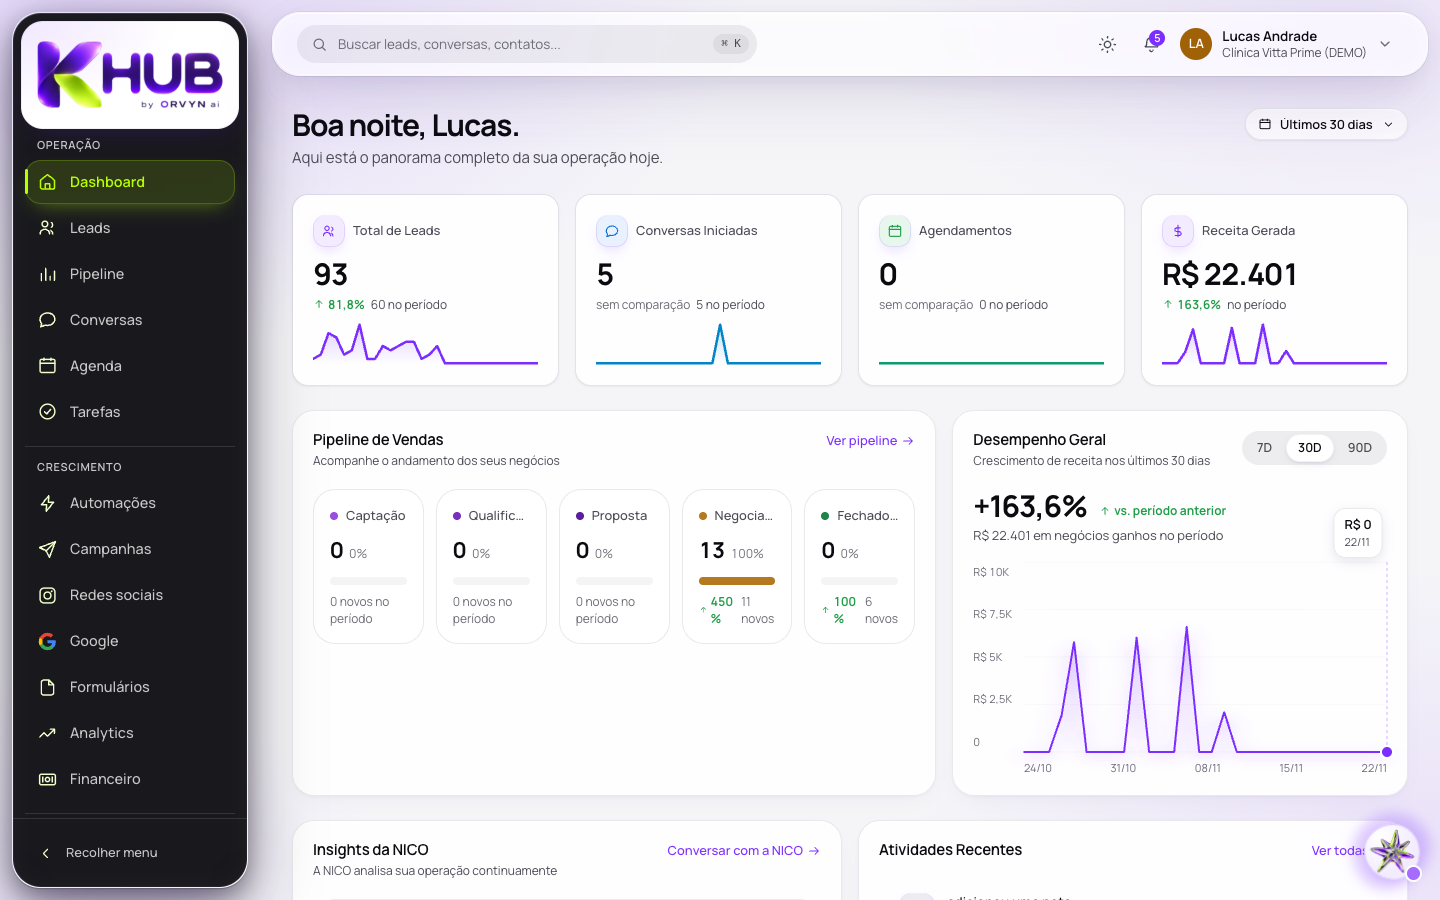 KHUB
by ORVYN ai
OPERAÇÃO
Dashboard
Leads
Pipeline
Conversas
Agenda
Tarefas
CRESCIMENTO
Automações
Campanhas
Redes sociais
Google
Formulários
Analytics
Financeiro
Recolher menu
Buscar leads, conversas, contatos...
⌘ K
5
LA
Lucas Andrade
Clínica Vitta Prime (DEMO)
Boa noite, Lucas.
Aqui está o panorama completo da sua operação hoje.
Últimos 30 dias
Total de Leads
93
↑ 81,8% 60 no período
Conversas Iniciadas
5
sem comparação 5 no período
Agendamentos
0
sem comparação 0 no período
Receita Gerada
R$ 22.401
↑ 163,6% no período
Pipeline de Vendas
Ver pipeline →
Acompanhe o andamento dos seus negócios
Captação
0 0%
0 novos no
período
Qualific...
0 0%
0 novos no
período
Proposta
0 0%
0 novos no
período
Negocia...
13 100%
↑ 450 % 11 novos
Fechado...
0 0%
↑ 100 % 6 novos
Desempenho Geral
Crescimento de receita nos últimos 30 dias
7D 30D 90D
+163,6% ↑ vs. período anterior
R$ 22.401 em negócios ganhos no período
R$ 0
22/11
R$ 10K
R$ 7,5K
R$ 5K
R$ 2,5K
0
24/10 31/10 08/11 15/11 22/11
Insights da NICO
Conversar com a NICO →
A NICO analisa sua operação continuamente
Atividades Recentes
Ver todas